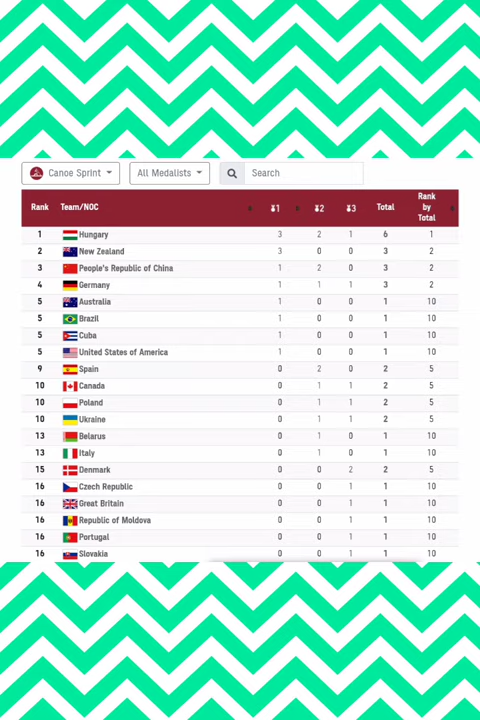 Canoe Sprint All Medalists Search
Rank Team/NOC 1 2 3 Total Rank by Total
1 Hungary 3 2 1 6 1
2 New Zealand 3 0 0 3 2
3 People's Republic of China 1 2 0 3 2
4 Germany 1 1 1 3 2
5 Australia 1 0 0 1 10
5 Brazil 1 0 0 1 10
5 Cuba 1 0 0 1 10
5 United States of America 1 0 0 1 10
9 Spain 0 2 0 2 5
10 Canada 0 1 1 2 5
10 Poland 0 1 1 2 5
10 Ukraine 0 1 1 2 5
13 Belarus 0 1 0 1 10
13 Italy 0 1 0 1 10
15 Denmark 0 0 2 2 5
16 Czech Republic 0 0 1 1 10
16 Great Britain 0 0 1 1 10
16 Republic of Moldova 0 0 1 1 10
16 Portugal 0 0 1 1 10
16 Slovakia 0 0 1 1 10